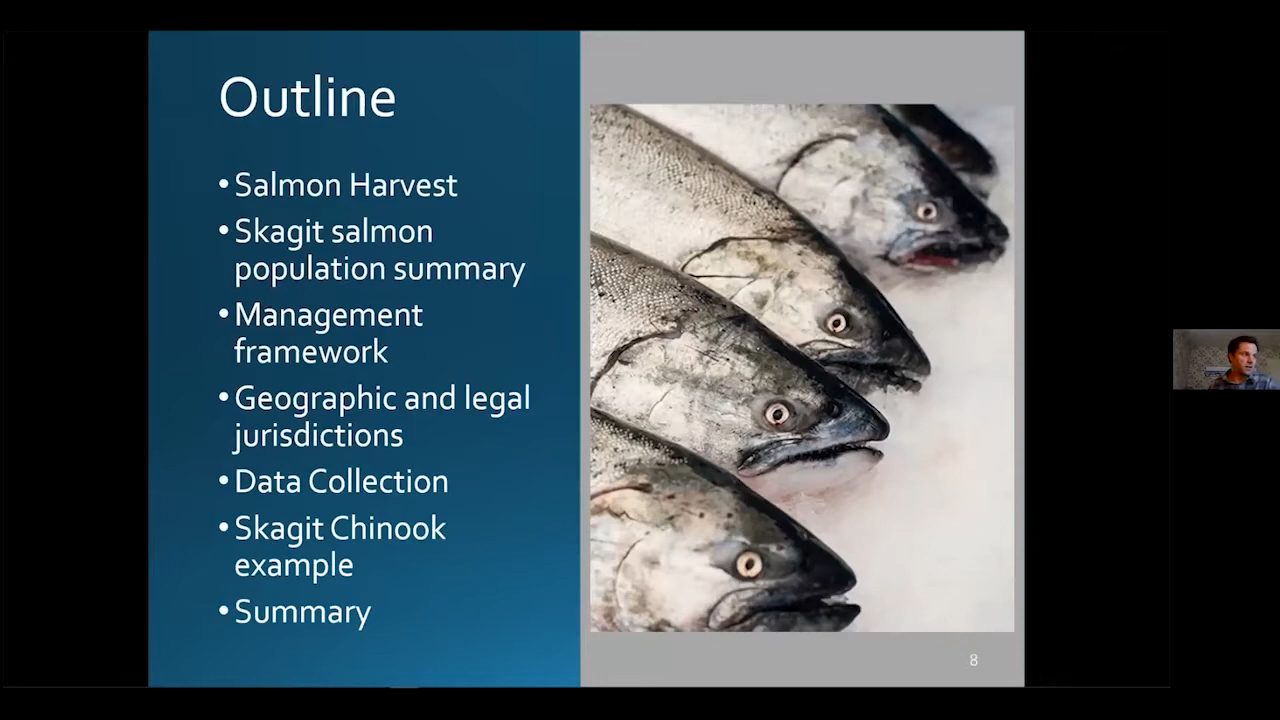 Outline
•Salmon Harvest
•Skagit salmon
population summary
•Management
framework
•Geographic and legal
jurisdictions
•Data Collection
•Skagit Chinook
example
•Summary
8